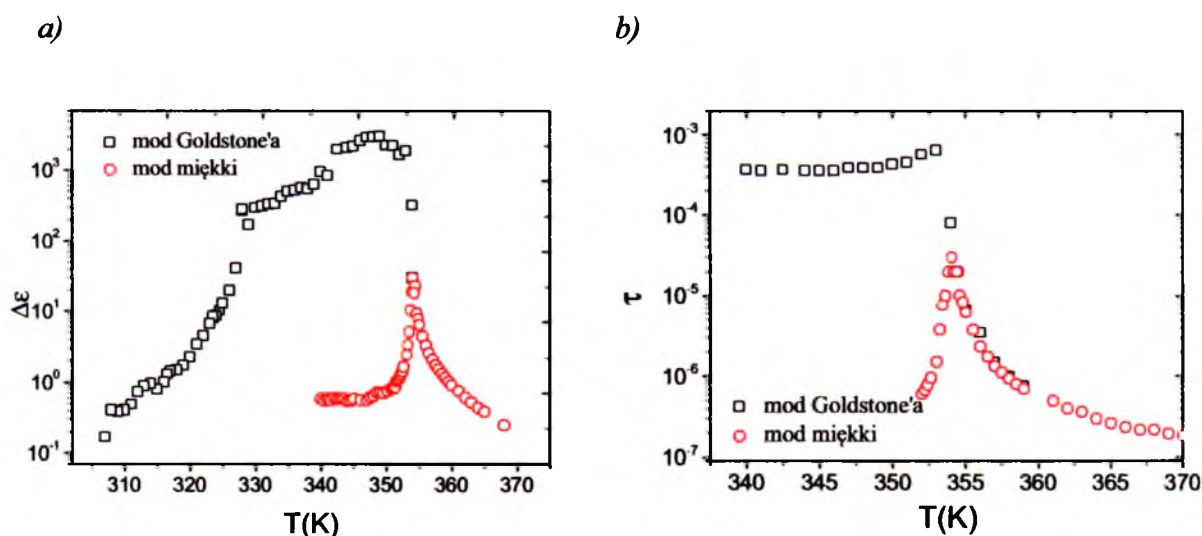 a)
b)
mod Goldstone'a
mod miękki
10³
10²
10¹
10⁰
10⁻¹
Δε
310 320 330 340 350 360 370
T(K)
10⁻³
10⁻⁴
10⁻⁵
10⁻⁶
10⁻⁷
τ
mod Goldstone'a
mod miękki
340 345 350 355 360 365 370
T(K)